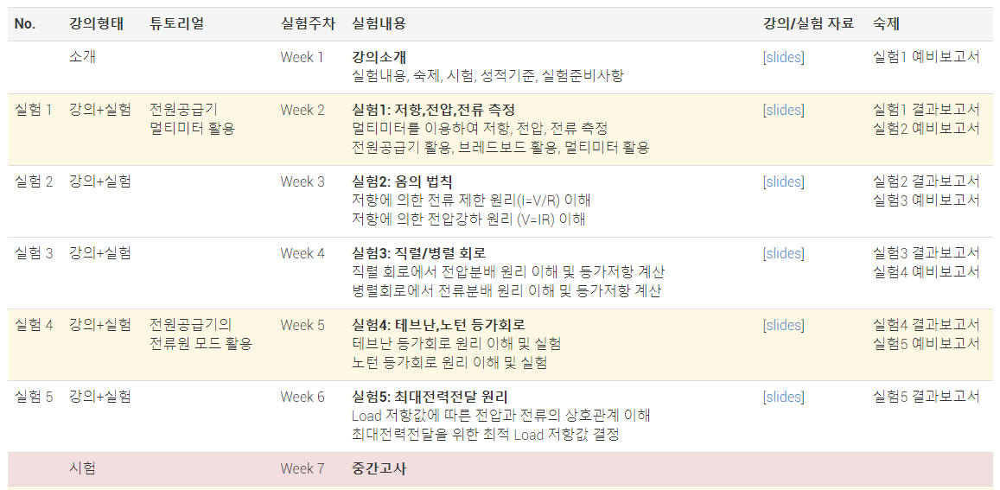 No. 강의형태 튜토리얼 실험주차 실험내용 강의/실험 자료 숙제
소개 Week 1 강의소개 [slides] 실험1 예비보고서
실험내용, 숙제, 시험, 성적기준, 실험준비사항
실험 1 강의+실험 전원공급기 Week 2 실험1: 저항,전압,전류 측정 [slides] 실험1 결과보고서
멀티미터 활용 멀티미터를 이용하여 저항, 전압, 전류 측정 실험2 예비보고서
전원공급기 활용, 브레드보드 활용, 멀티미터 활용
실험 2 강의+실험 Week 3 실험2: 옴의 법칙 [slides] 실험2 결과보고서
저항에 의한 전류 제한 원리(I=V/R) 이해 실험3 예비보고서
저항에 의한 전압강하 원리 (V=IR) 이해
실험 3 강의+실험 Week 4 실험3: 직렬/병렬 회로 [slides] 실험3 결과보고서
직렬 회로에서 전압분배 원리 이해 및 등가저항 계산 실험4 예비보고서
병렬회로에서 전류분배 원리 이해 및 등가저항 계산
실험 4 강의+실험 전원공급기의 Week 5 실험4: 테브난,노턴 등가회로 [slides] 실험4 결과보고서
전류원 모드 활용 테브난 등가회로 원리 이해 및 실험 실험5 예비보고서
노턴 등가회로 원리 이해 및 실험
실험 5 강의+실험 Week 6 실험5: 최대전력전달 원리 [slides] 실험5 결과보고서
Load 저항값에 따른 전압과 전류의 상호관계 이해
최대전력전달을 위한 최적 Load 저항값 결정
시험 Week 7 중간고사